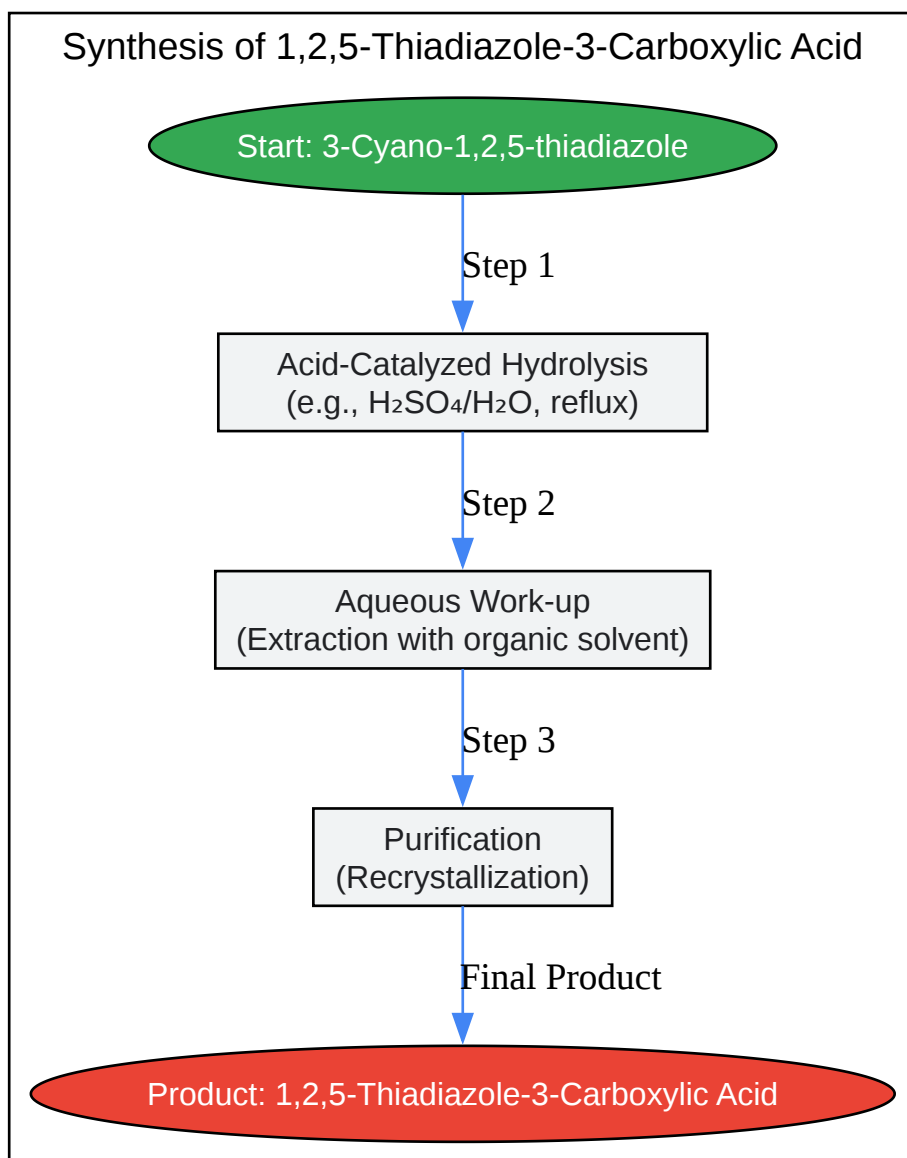 Synthesis of 1,2,5-Thiadiazole-3-Carboxylic Acid
Start: 3-Cyano-1,2,5-thiadiazole
Step 1
Acid-Catalyzed Hydrolysis
(e.g., H₂SO₄/H₂O, reflux)
Step 2
Aqueous Work-up
(Extraction with organic solvent)
Step 3
Purification
(Recrystallization)
Final Product
Product: 1,2,5-Thiadiazole-3-Carboxylic Acid